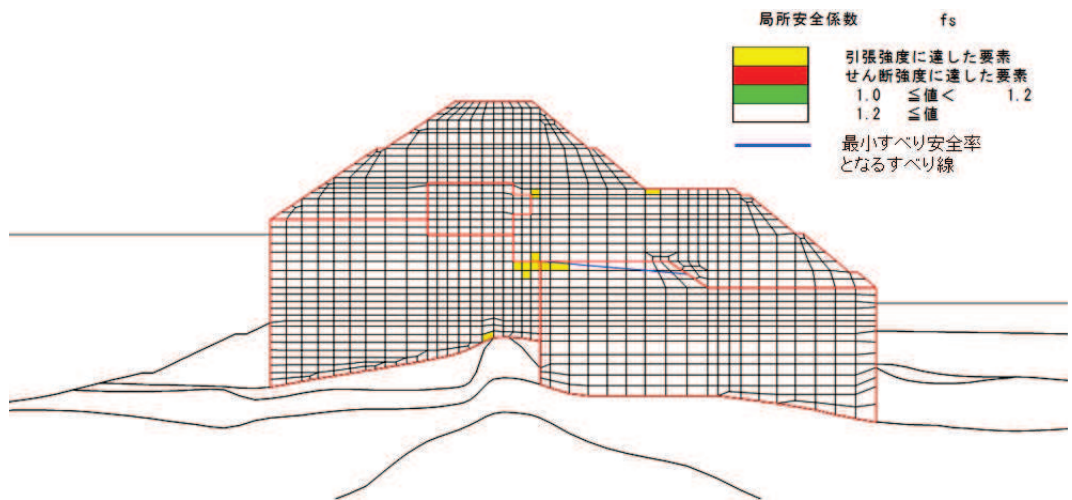 局所安全係数 fs
引張強度に達した要素
せん断強度に達した要素
1.0 ≦値< 1.2
1.2 ≦値
最小すべり安全率
となるすべり線